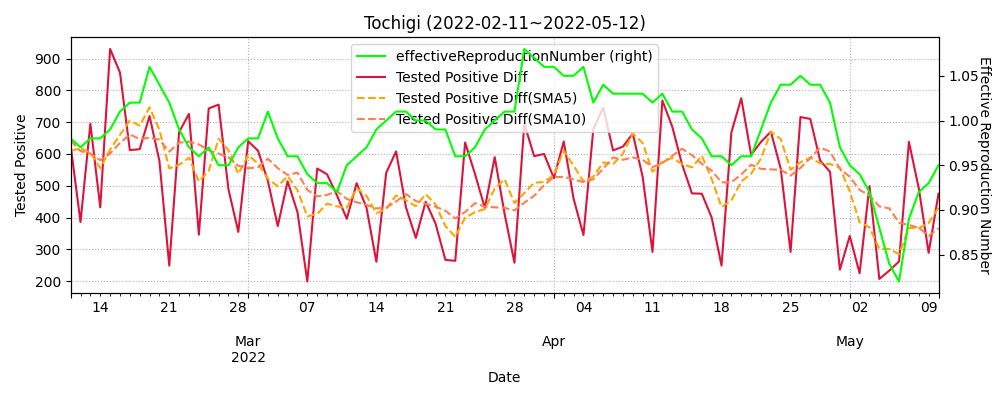 Tochigi (2022-02-11~2022-05-12)
effectiveReproductionNumber (right)
Tested Positive Diff
Tested Positive Diff(SMA5)
Tested Positive Diff(SMA10)
Tested Positive
900
800
700
600
500
400
300
200
1.05
1.00
0.95
0.90
0.85
Effective Reproduction Number
14 21 28 07 14 21 28 04 11 18 25 02 09
Mar Apr May
2022
Date